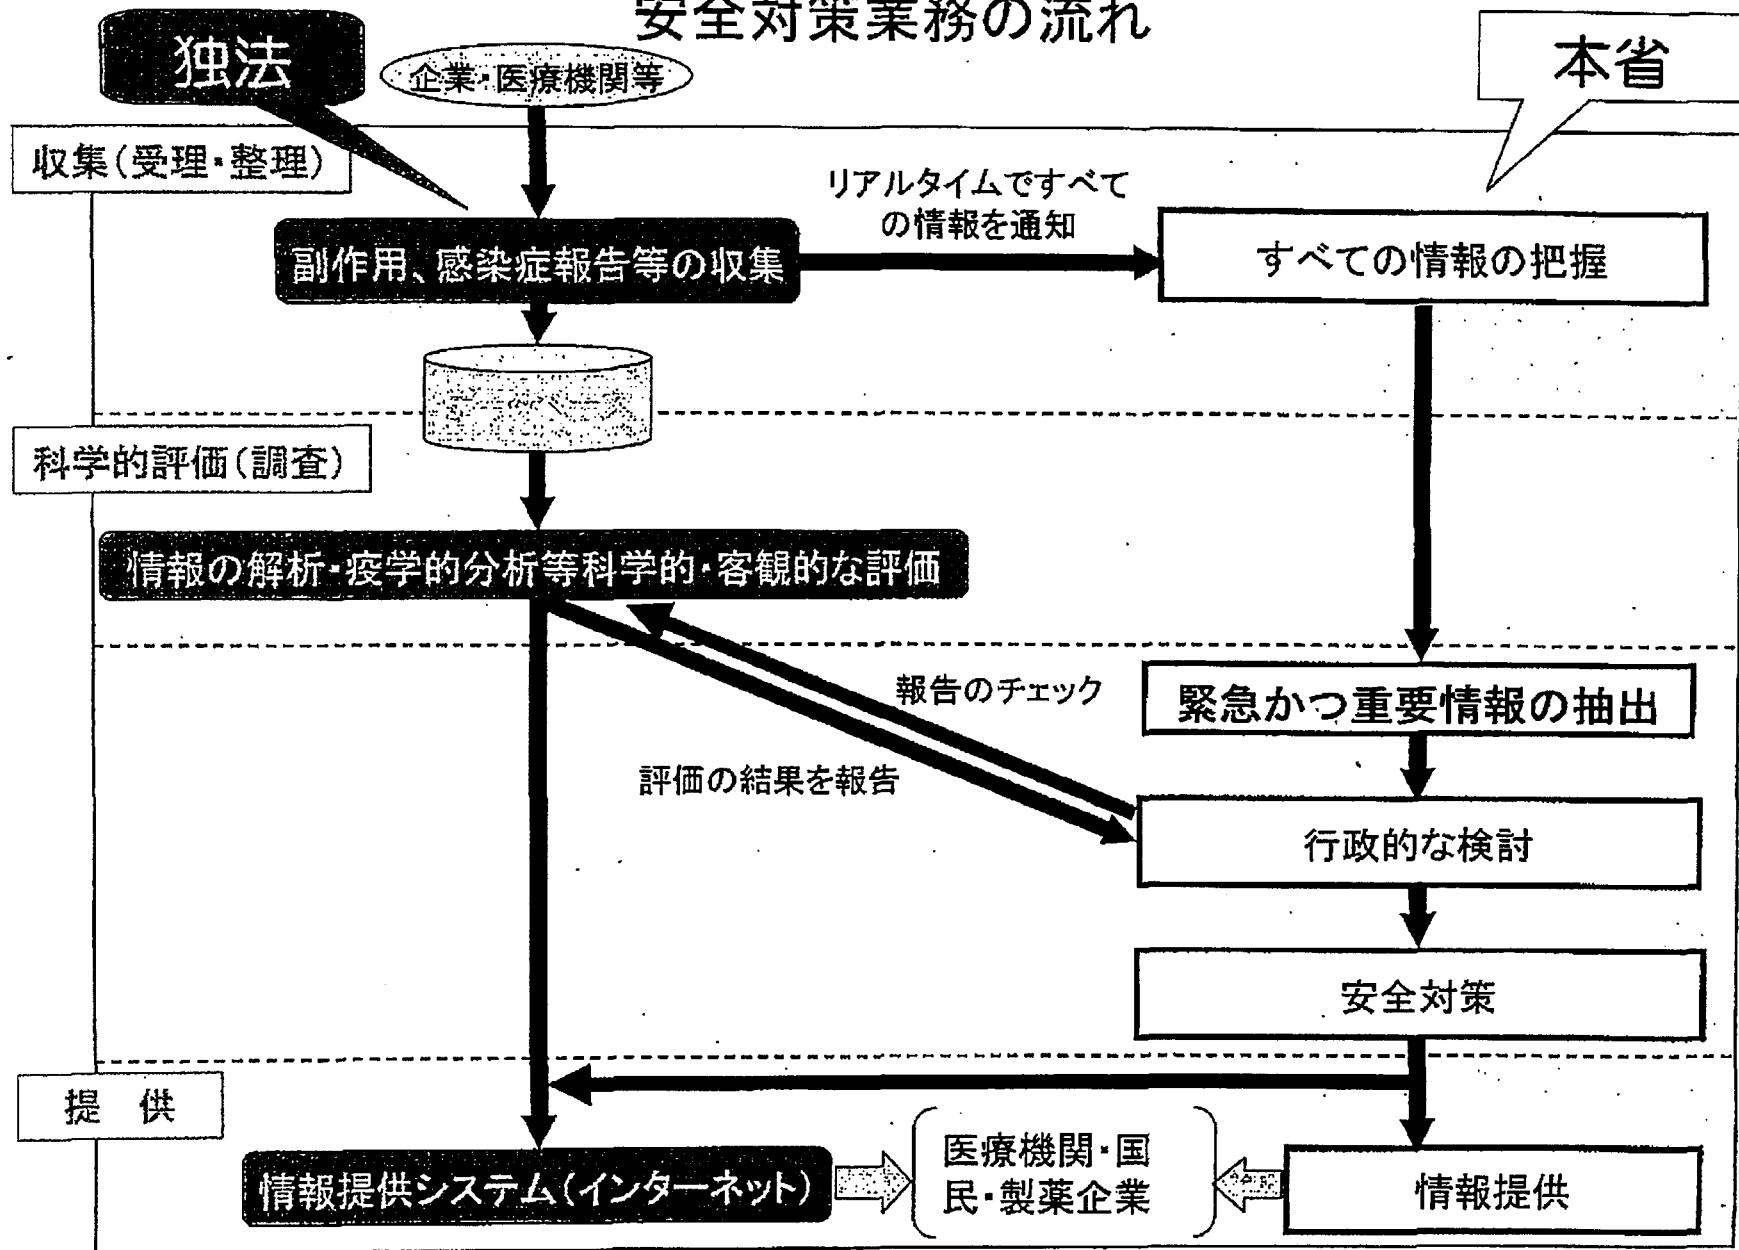 安全対策業務の流れ
独法
企業・医療機関等
本省
収集(受理・整理)
リアルタイムですべて
の情報を通知
副作用、感染症報告等の収集
すべての情報の把握
データベース
科学的評価(調査)
情報の解析・疫学的分析等科学的・客観的な評価
報告のチェック
緊急かつ重要情報の抽出
評価の結果を報告
行政的な検討
安全対策
提　供
医療機関・国
民・製薬企業
情報提供システム(インターネット)
情報提供